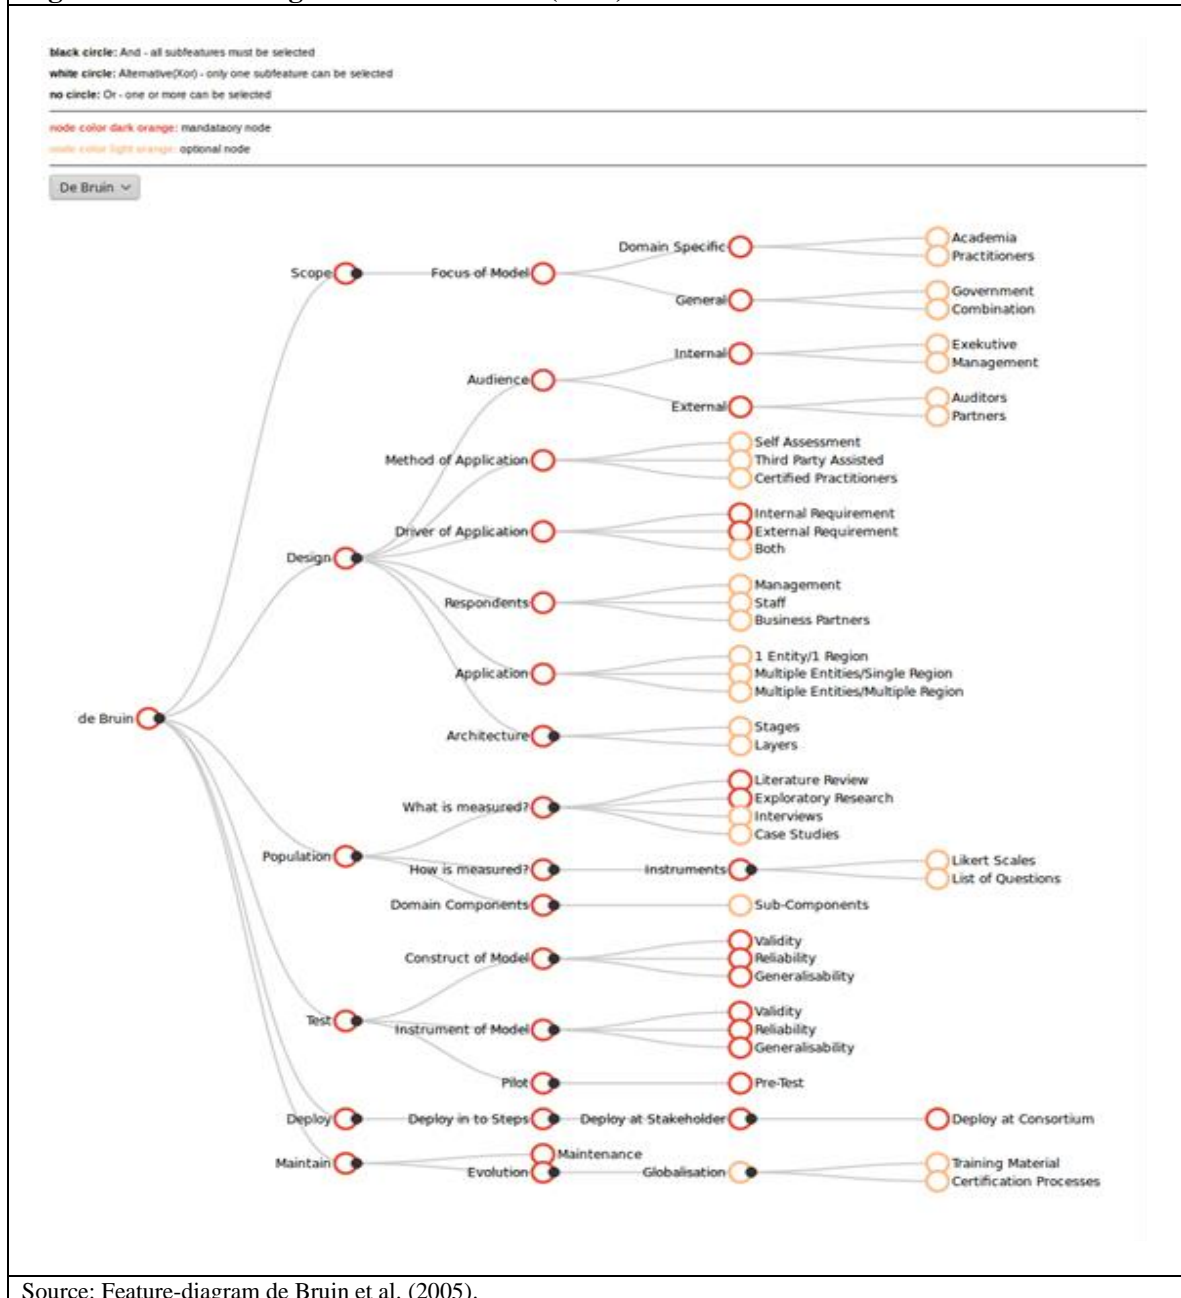 black circle: And - all subfeatures must be selected
white circle: Alternative(Xor) - only one subfeature can be selected
no circle: Or - one or more can be selected
node color dark orange: mandataory node
node color light orange: optional node
De Bruin
Domain Specific
Academia
Practitioners
Scope
Focus of Model
General
Government
Combination
Internal
Exekutive
Management
Audience
External
Auditors
Partners
Method of Application
Self Assessment
Third Party Assisted
Certified Practitioners
Design
Driver of Application
Internal Requirement
External Requirement
Both
Respondents
Management
Staff
Business Partners
Application
1 Entity/1 Region
Multiple Entities/Single Region
Multiple Entities/Multiple Region
de Bruin
Architecture
Stages
Layers
What is measured?
Literature Review
Exploratory Research
Interviews
Case Studies
Population
How is measured?
Instruments
Likert Scales
List of Questions
Domain Components
Sub-Components
Construct of Model
Validity
Reliability
Generalisability
Test
Instrument of Model
Validity
Reliability
Generalisability
Pilot
Pre-Test
Deploy
Deploy in to Steps
Deploy at Stakeholder
Deploy at Consortium
Maintain
Maintenance
Evolution
Globalisation
Training Material
Certification Processes
Source: Feature-diagram de Bruin et al. (2005).